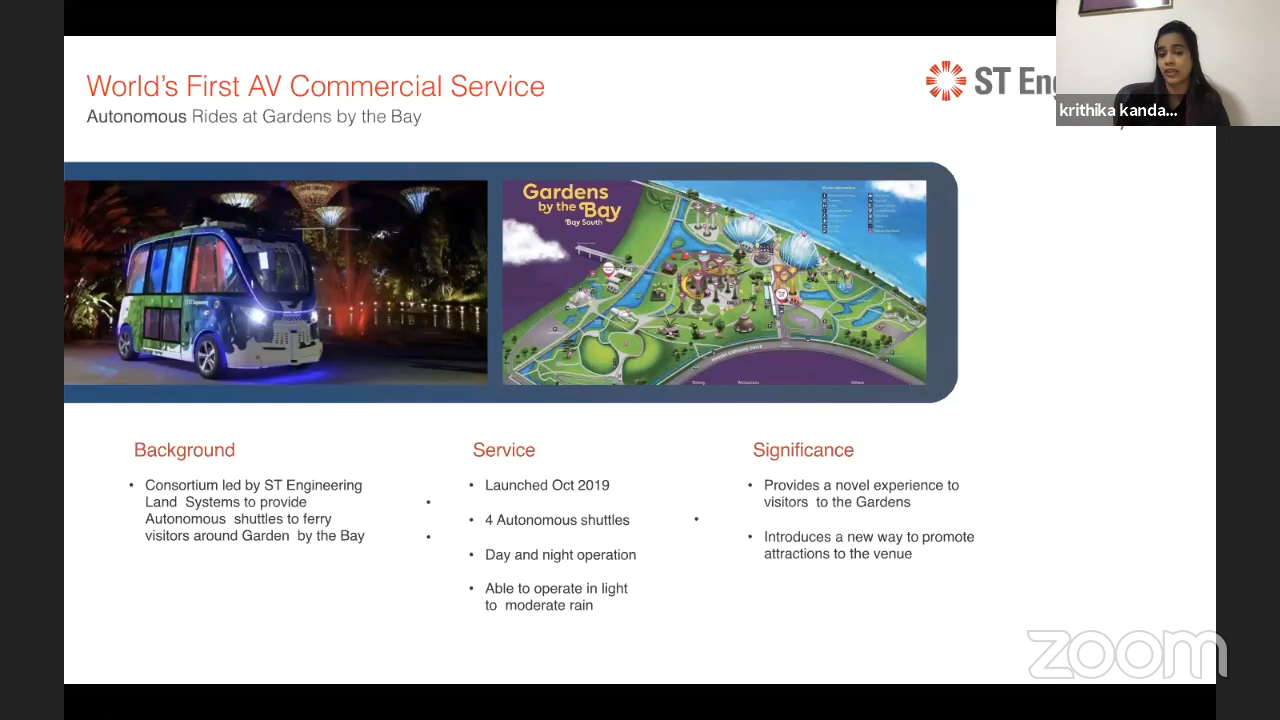 World's First AV Commercial Service
Autonomous Rides at Gardens by the Bay
ST Eng
krithika kanda...
Gardens
by the Bay
Bay South
ST Engineering
Background
• Consortium led by ST Engineering
Land Systems to provide
Autonomous shuttles to ferry
visitors around Garden by the Bay
•
•
Service
• Launched Oct 2019
• 4 Autonomous shuttles
• Day and night operation
• Able to operate in light
to moderate rain
•
Significance
• Provides a novel experience to
visitors to the Gardens
• Introduces a new way to promote
attractions to the venue
zoom